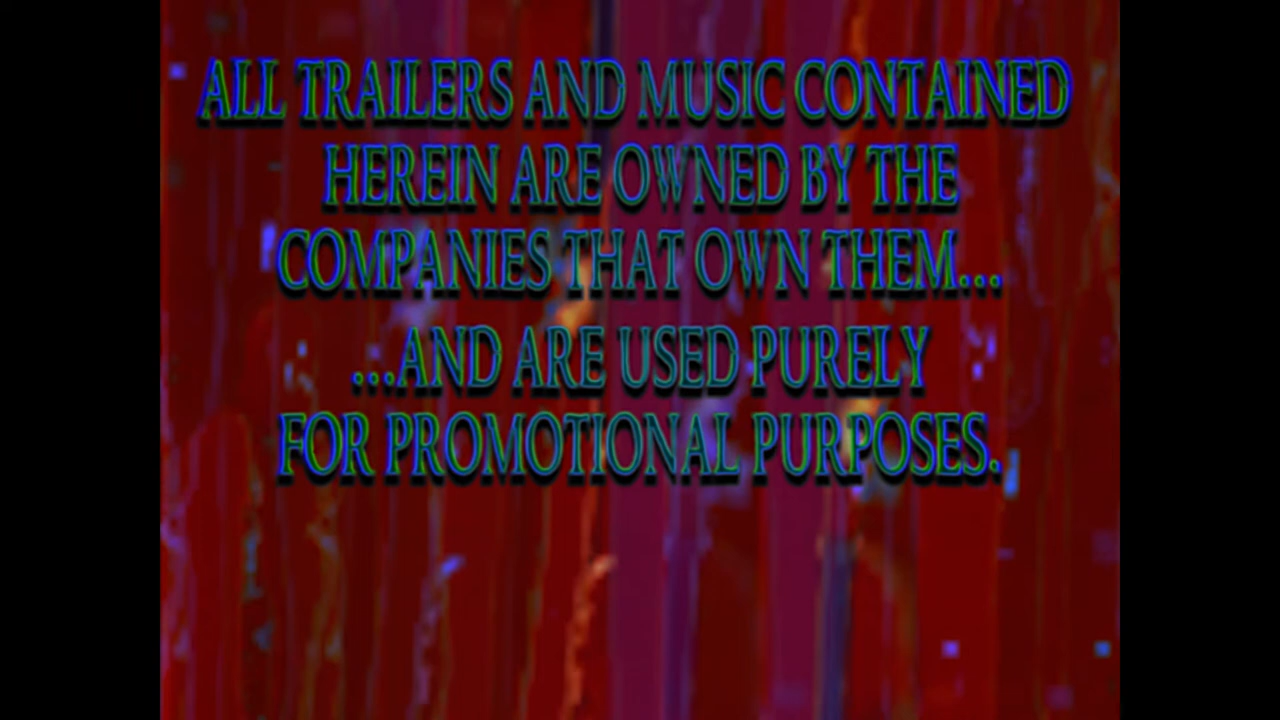 ALL TRAILERS AND MUSIC CONTAINED
HEREIN ARE OWNED BY THE
COMPANIES THAT OWN THEM...
...AND ARE USED PURELY
FOR PROMOTIONAL PURPOSES.